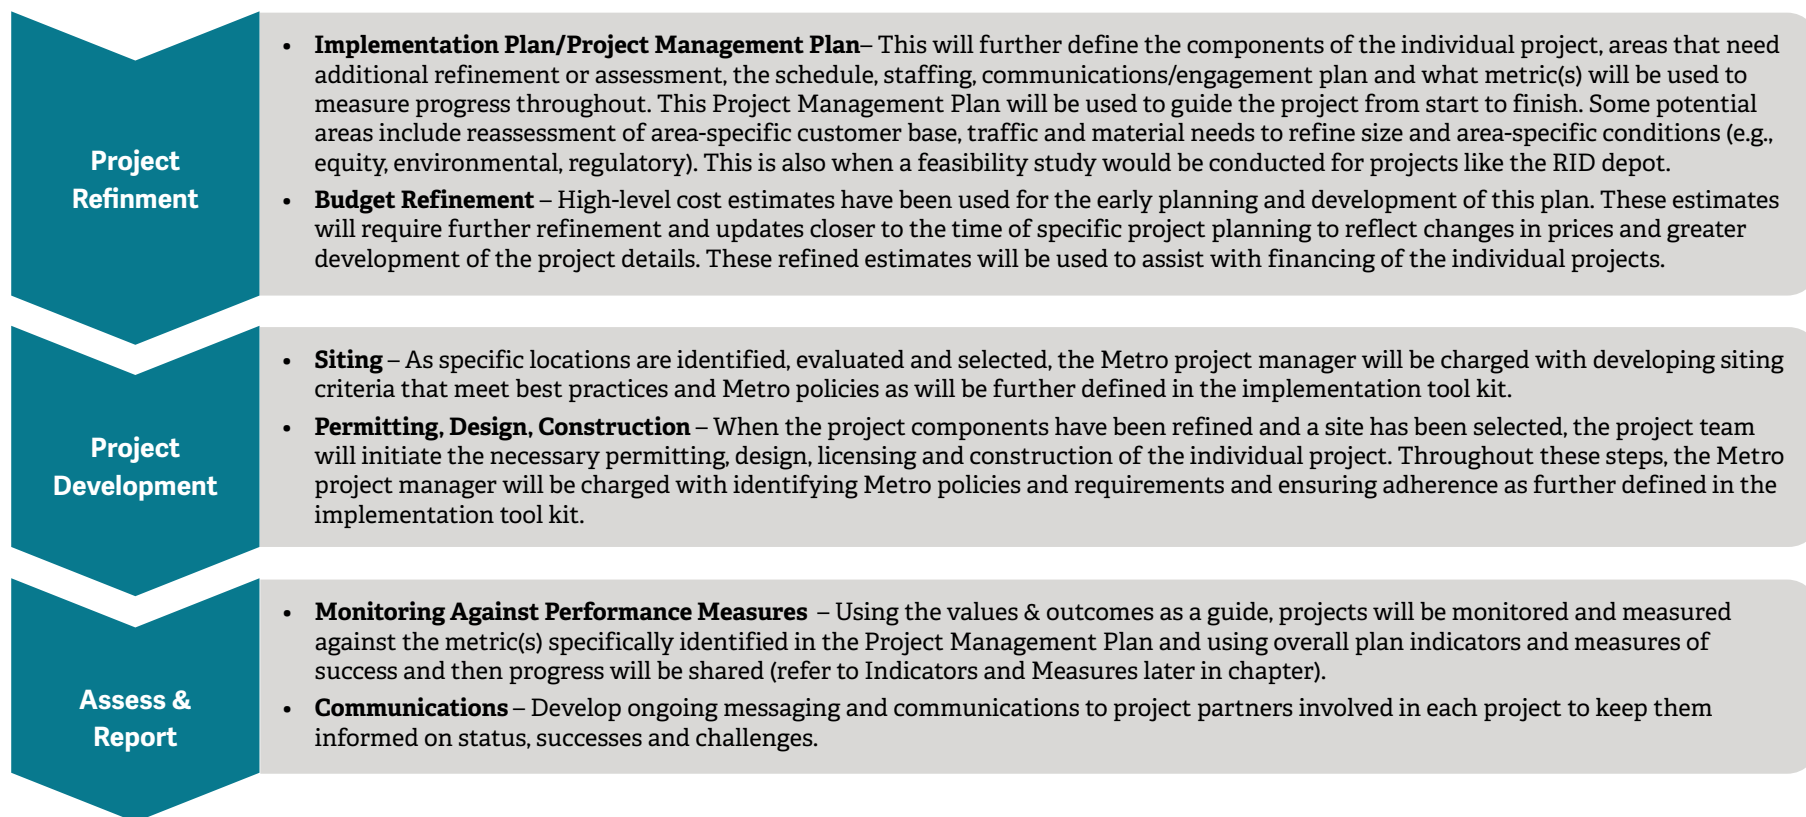 Project
Refinment
• Implementation Plan/Project Management Plan– This will further define the components of the individual project, areas that need
additional refinement or assessment, the schedule, staffing, communications/engagement plan and what metric(s) will be used to
measure progress throughout. This Project Management Plan will be used to guide the project from start to finish. Some potential
areas include reassessment of area-specific customer base, traffic and material needs to refine size and area-specific conditions (e.g.,
equity, environmental, regulatory). This is also when a feasibility study would be conducted for projects like the RID depot.
• Budget Refinement – High-level cost estimates have been used for the early planning and development of this plan. These estimates
will require further refinement and updates closer to the time of specific project planning to reflect changes in prices and greater
development of the project details. These refined estimates will be used to assist with financing of the individual projects.
Project
Development
• Siting – As specific locations are identified, evaluated and selected, the Metro project manager will be charged with developing siting
criteria that meet best practices and Metro policies as will be further defined in the implementation tool kit.
• Permitting, Design, Construction – When the project components have been refined and a site has been selected, the project team
will initiate the necessary permitting, design, licensing and construction of the individual project. Throughout these steps, the Metro
project manager will be charged with identifying Metro policies and requirements and ensuring adherence as further defined in the
implementation tool kit.
Assess &
Report
• Monitoring Against Performance Measures – Using the values & outcomes as a guide, projects will be monitored and measured
against the metric(s) specifically identified in the Project Management Plan and using overall plan indicators and measures of
success and then progress will be shared (refer to Indicators and Measures later in chapter).
• Communications – Develop ongoing messaging and communications to project partners involved in each project to keep them
informed on status, successes and challenges.